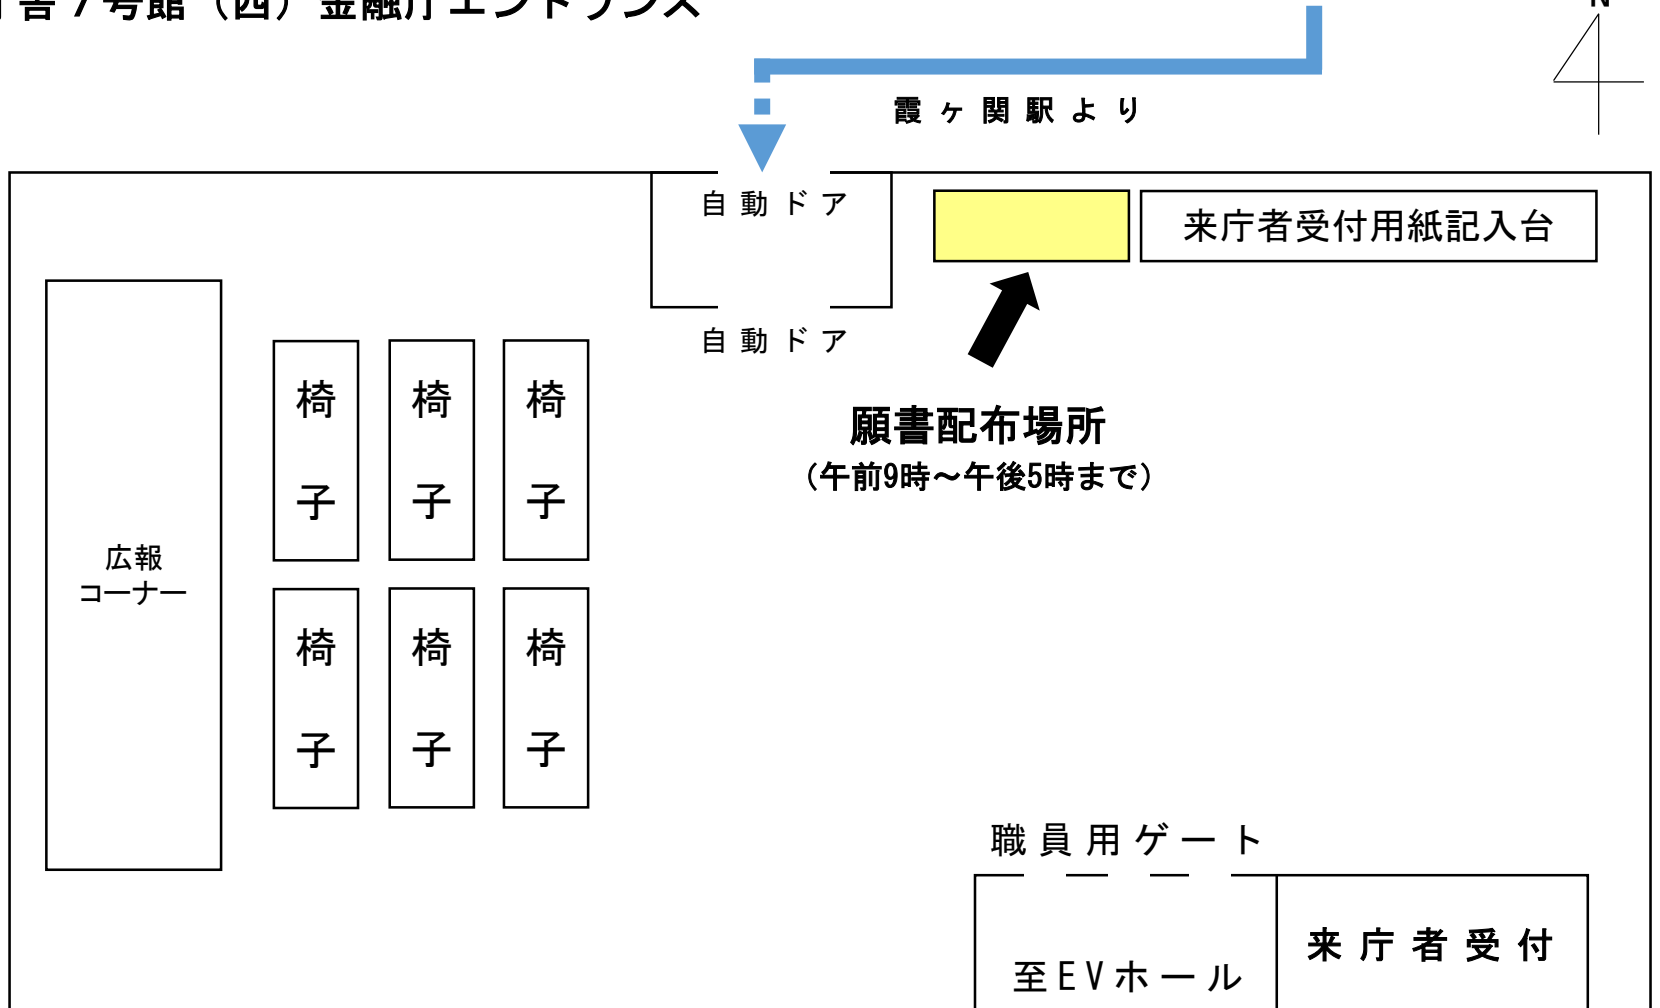 ７号館（西）金融庁エントランス
N
霞ヶ関駅より
自動ドア
来庁者受付用紙記入台
自動ドア
願書配布場所
（午前9時～午後5時まで）
椅子
椅子
椅子
広報
コーナー
椅子
椅子
椅子
職員用ゲート
来庁者受付
至EVホール